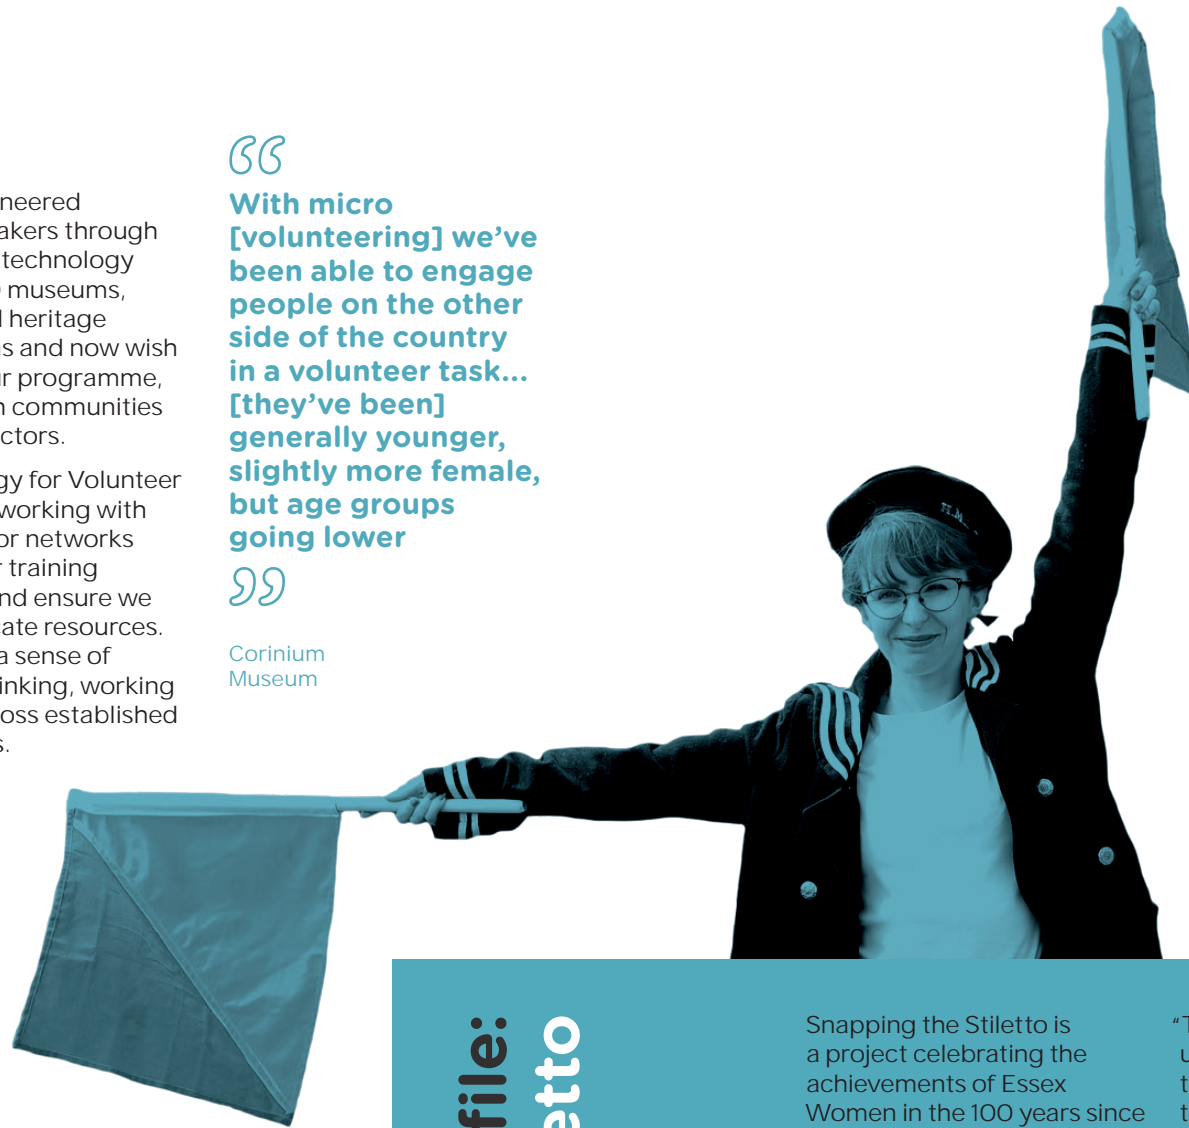 neered
akers through
technology
museums,
heritage
s and now wish
r programme,
communities
ctors.
gy for Volunteer
working with
or networks
training
nd ensure we
cate resources.
a sense of
inking, working
oss established
s.
“
With micro
[volunteering] we’ve
been able to engage
people on the other
side of the country
in a volunteer task...
[they’ve been]
generally younger,
slightly more female,
but age groups
going lower
”
Corinium
Museum
H.M.
file:
etto
Snapping the Stiletto is
a project celebrating the
achievements of Essex
Women in the 100 years since
“T
u
t
t